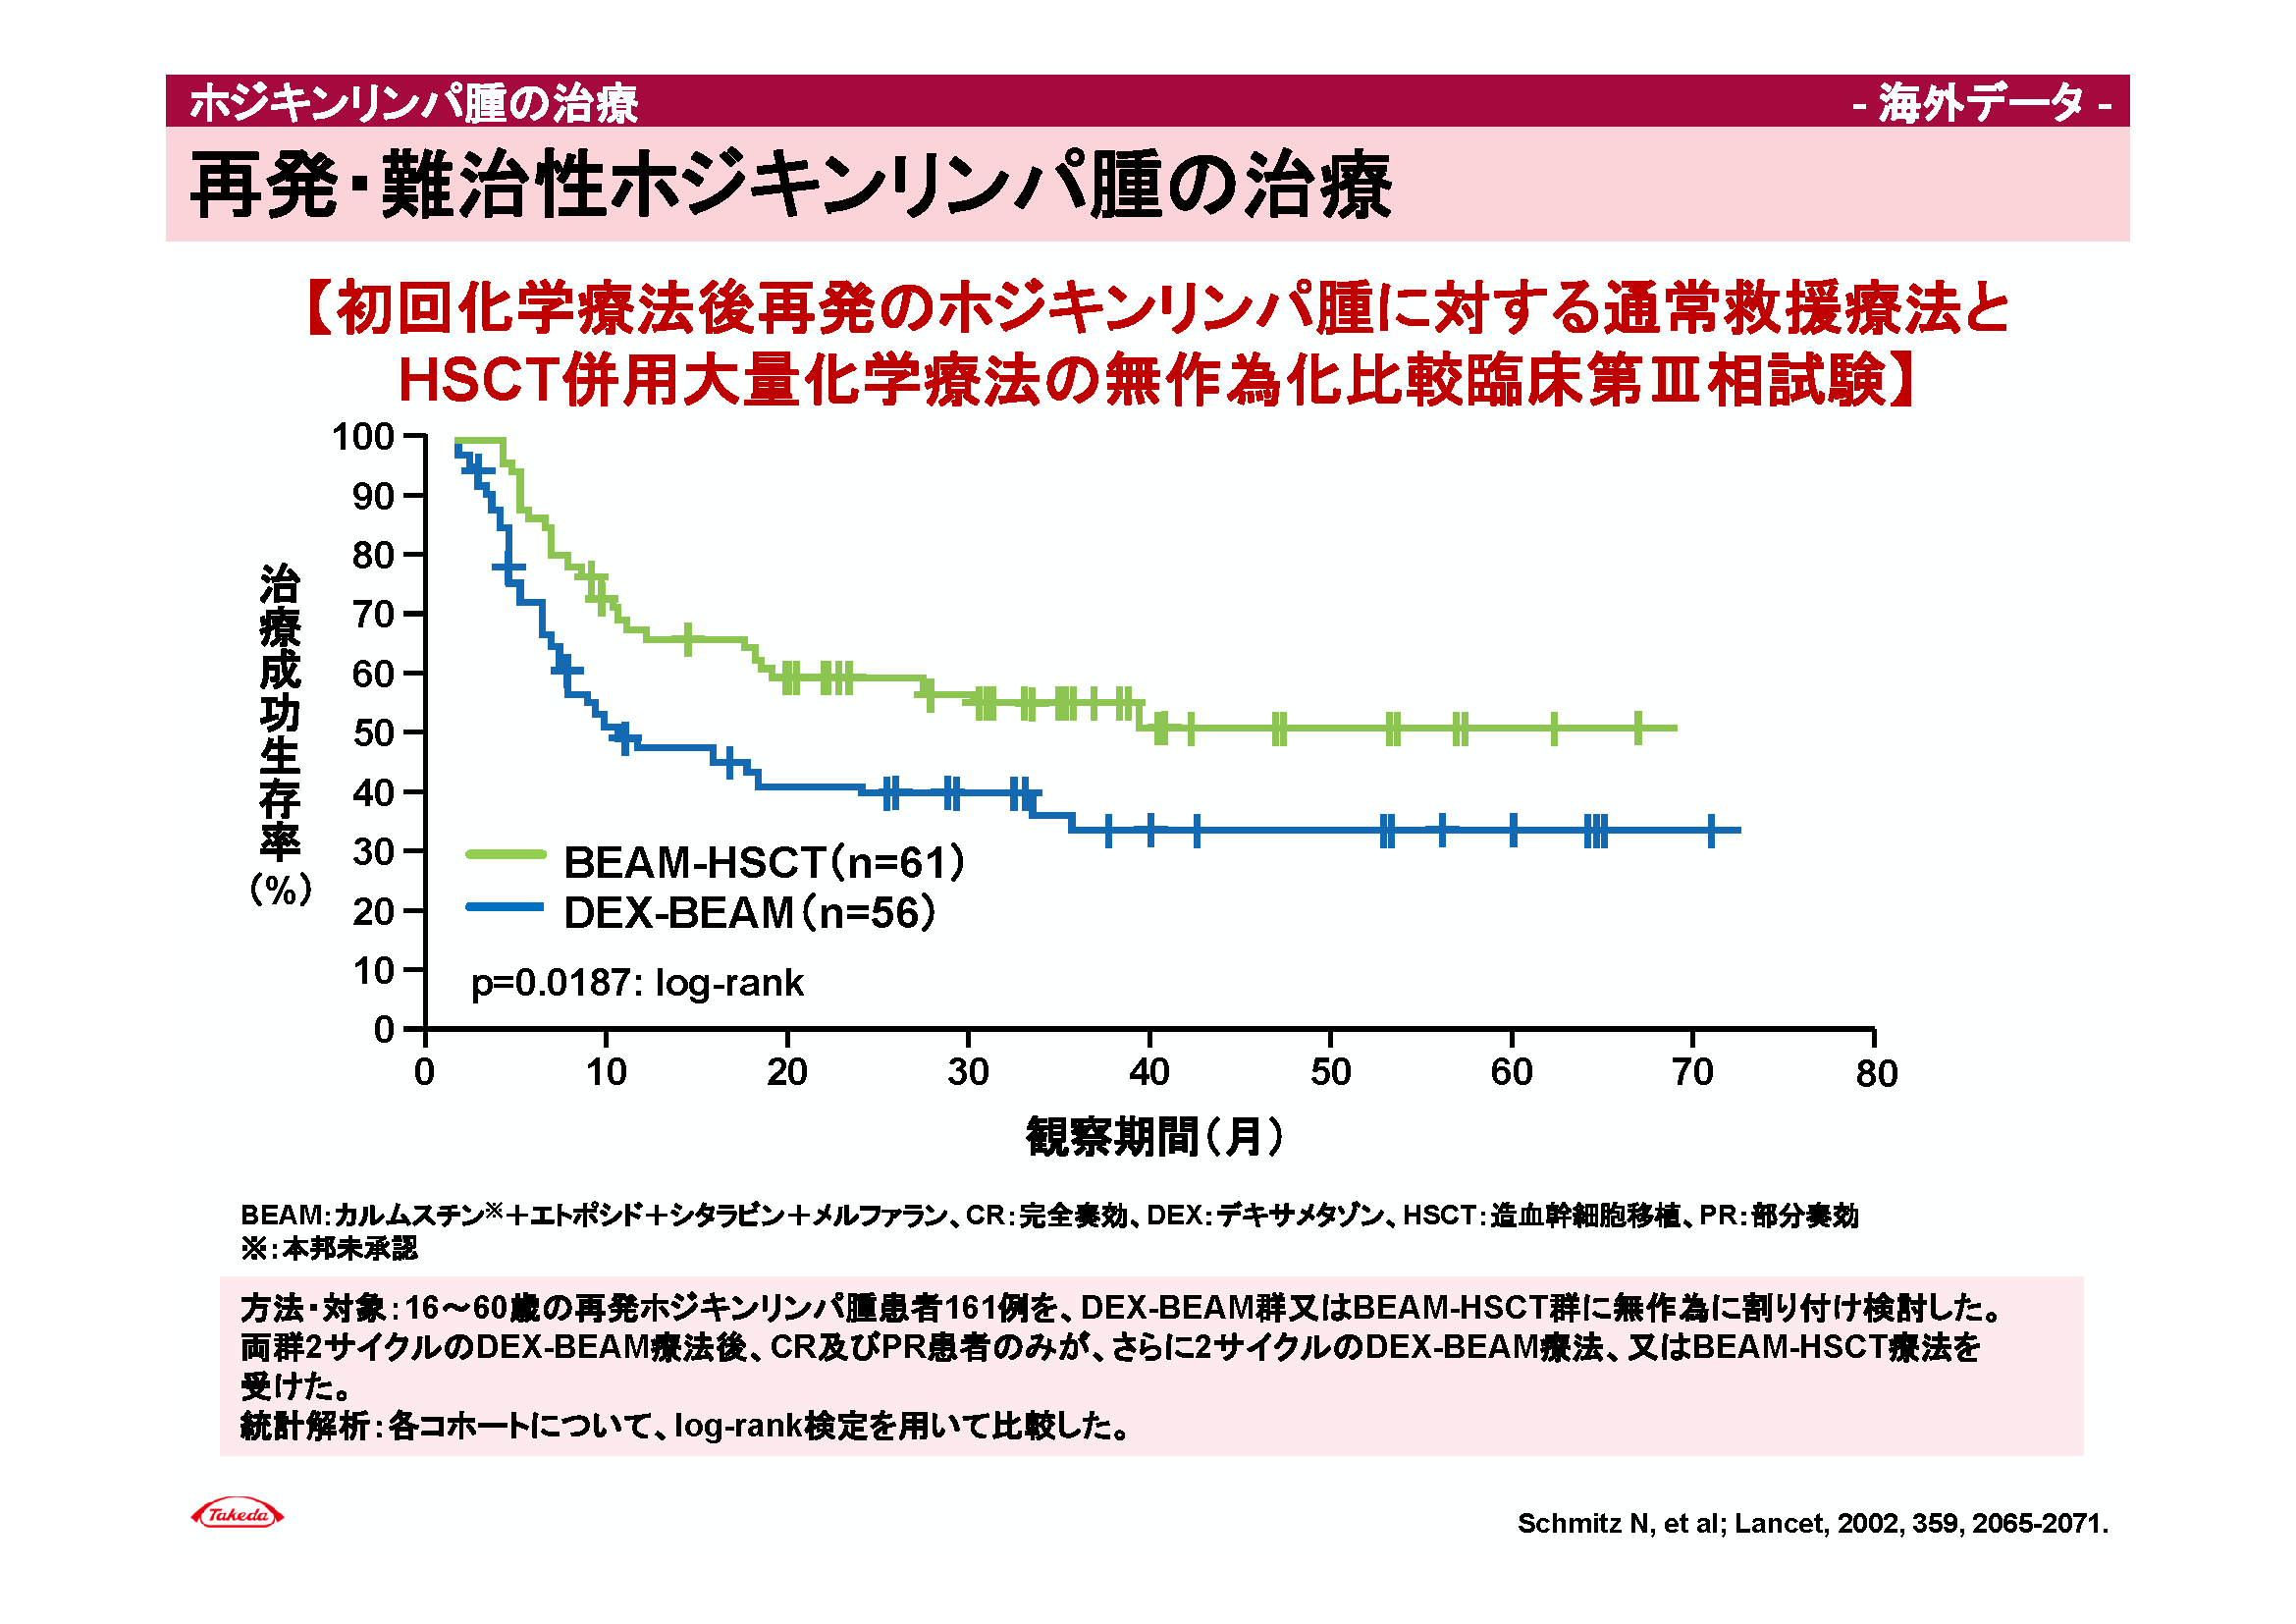 ホジキンリンパ腫の治療
- 海外データ -
再発・難治性ホジキンリンパ腫の治療
【初回化学療法後再発のホジキンリンパ腫に対する通常救援療法と
HSCT併用大量化学療法の無作為化比較臨床第Ⅲ相試験】
治療成功生存率(%)
100
90
80
70
60
50
40
30
20
10
0
BEAM-HSCT(n=61)
DEX-BEAM(n=56)
p=0.0187: log-rank
0 10 20 30 40 50 60 70 80
観察期間(月)
BEAM:カルムスチン※+エトポシド+シタラビン+メルファラン、CR:完全奏効、DEX:デキサメタゾン、HSCT:造血幹細胞移植、PR:部分奏効
※:本邦未承認
方法・対象:16~60歳の再発ホジキンリンパ腫患者161例を、DEX-BEAM群又はBEAM-HSCT群に無作為に割り付け検討した。
両群2サイクルのDEX-BEAM療法後、CR及びPR患者のみが、さらに2サイクルのDEX-BEAM療法、又はBEAM-HSCT療法を
受けた。
統計解析:各コホートについて、log-rank検定を用いて比較した。
Takeda
Schmitz N, et al; Lancet, 2002, 359, 2065-2071.